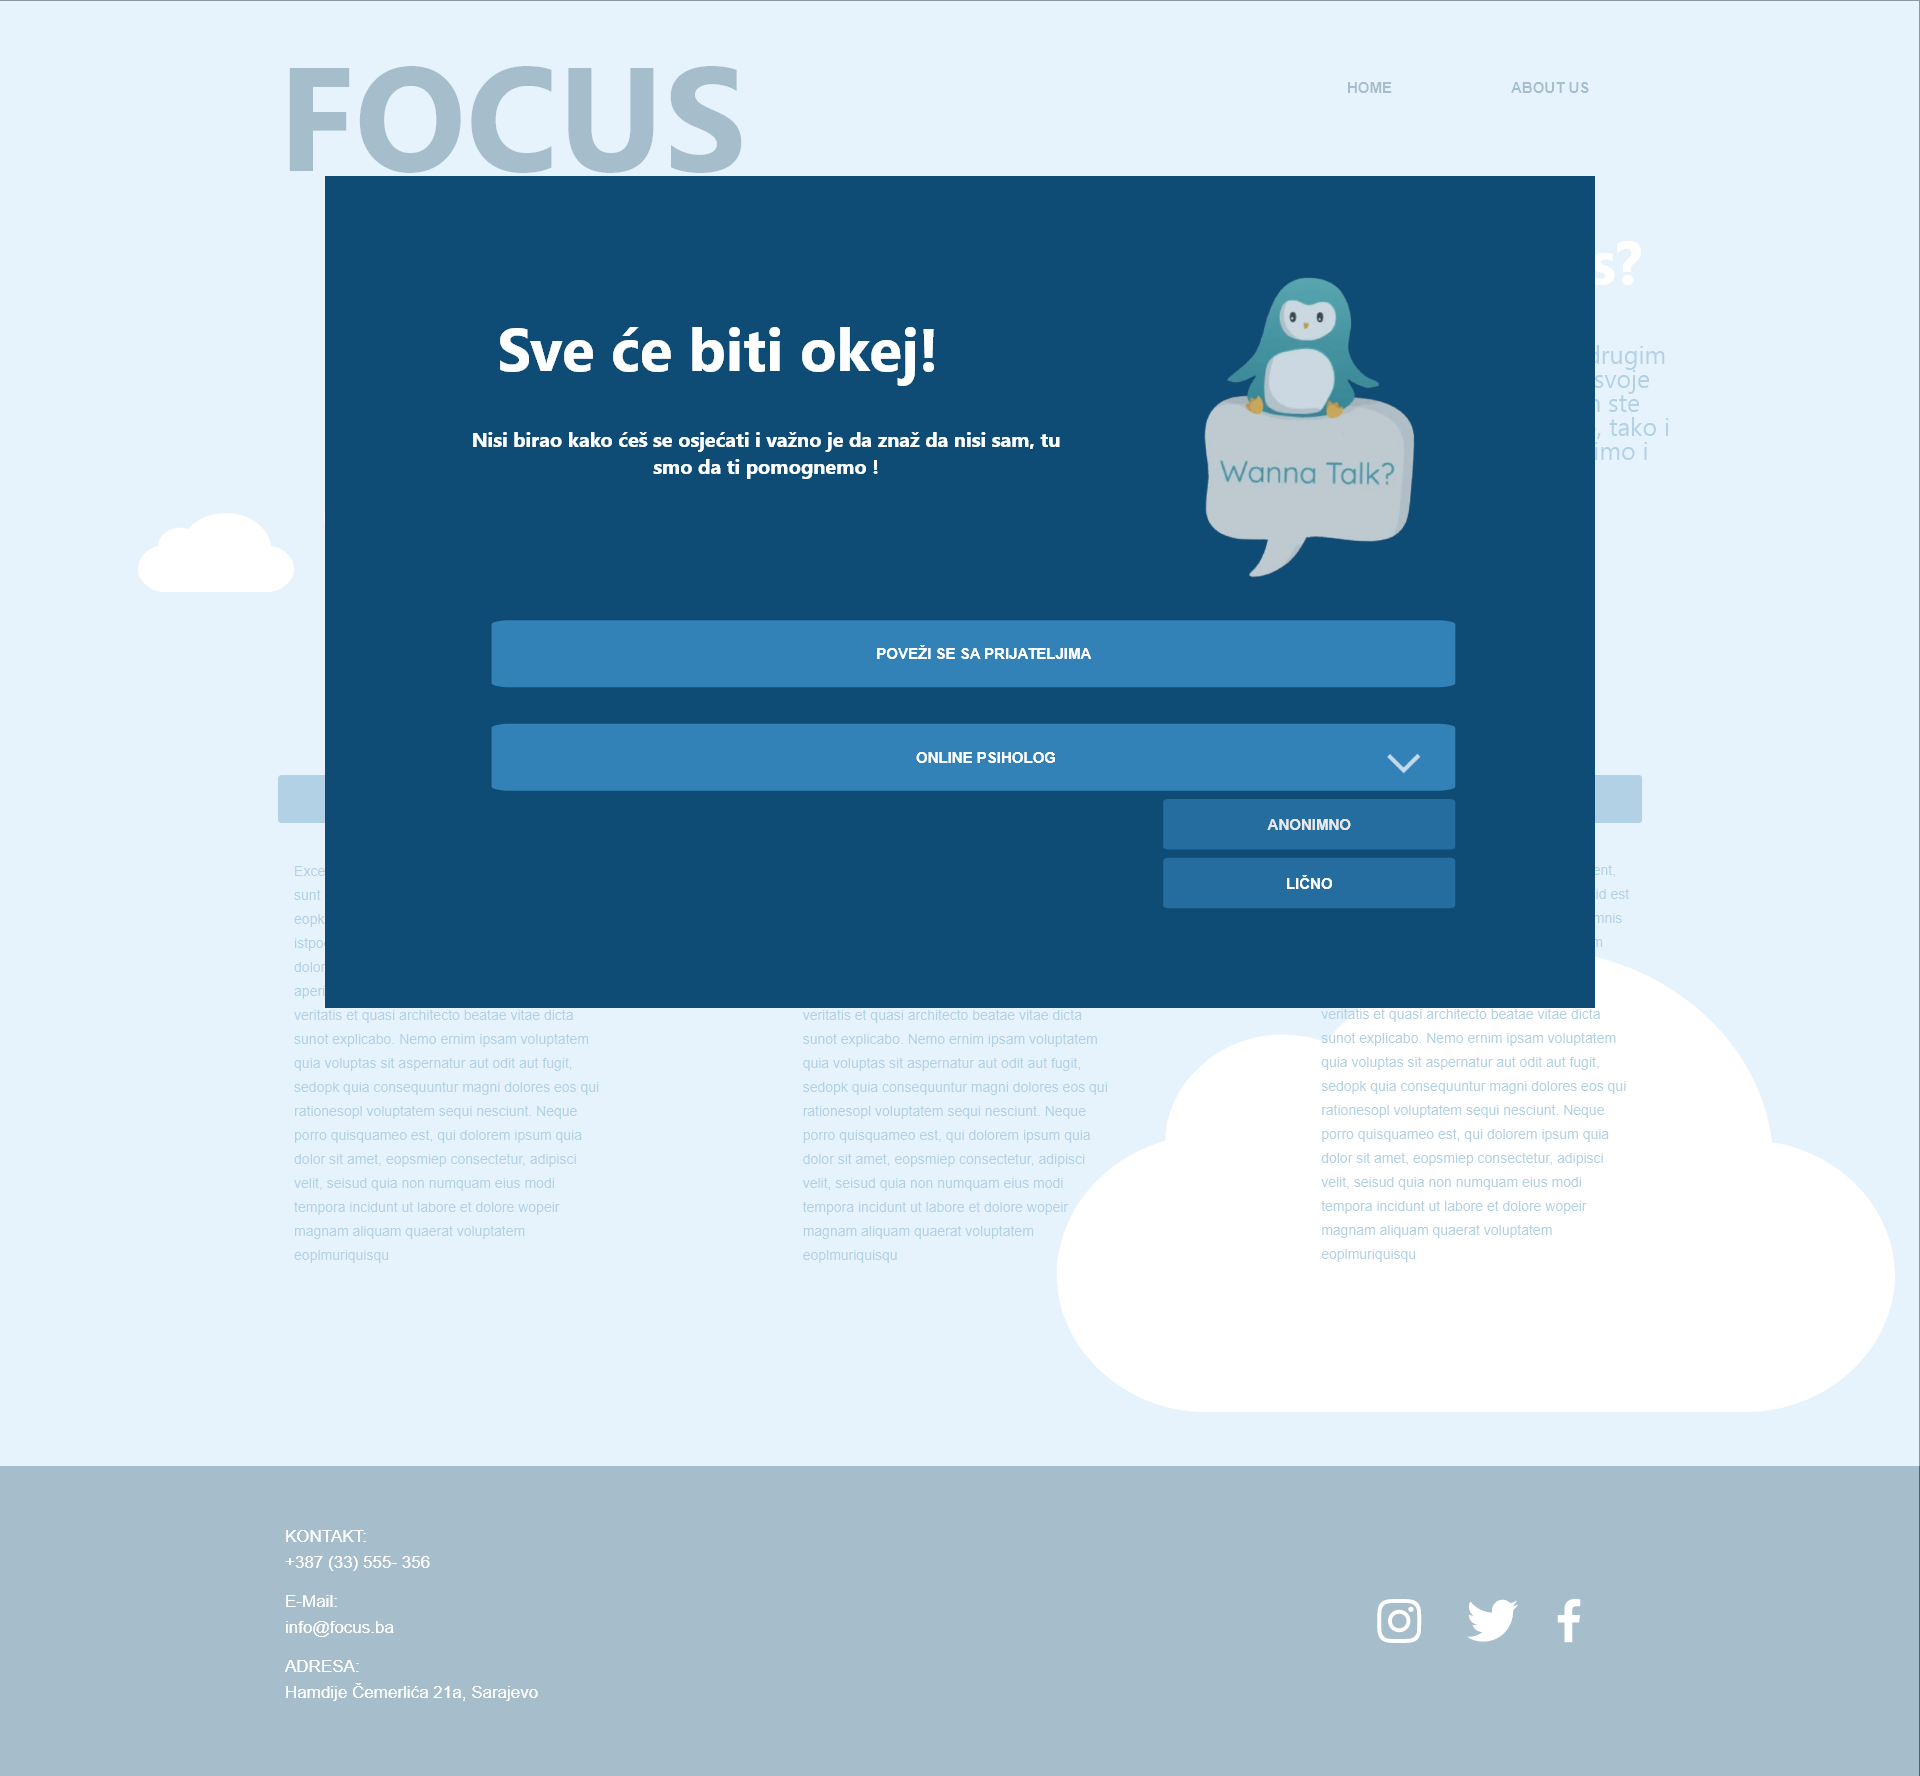 FOCUS
HOME
ABOUT US
s?
drugim
svoje
ste
, tako i
imo i
Sve će biti okej!
Nisi birao kako ćeš se osjećati i važno je da znaž da nisi sam, tu
smo da ti pomognemo !
Wanna Talk?
POVEŽI SE SA PRIJATELJIMA
ONLINE PSIHOLOG
ANONIMNO
LIČNO
Exce
sunt
eopk
istpo
dolor
aperi
veritatis et quasi architecto beatae vitae dicta
sunot explicabo. Nemo ernim ipsam voluptatem
quia voluptas sit aspernatur aut odit aut fugit,
sedopk quia consequuntur magni dolores eos qui
rationesopl voluptatem sequi nesciunt. Neque
porro quisquameo est, qui dolorem ipsum quia
dolor sit amet, eopsmiep consectetur, adipisci
velit, seisud quia non numquam eius modi
tempora incidunt ut labore et dolore wopeir
magnam aliquam quaerat voluptatem
eoplmuriquisqu
veritatis et quasi architecto beatae vitae dicta
sunot explicabo. Nemo ernim ipsam voluptatem
quia voluptas sit aspernatur aut odit aut fugit,
sedopk quia consequuntur magni dolores eos qui
rationesopl voluptatem sequi nesciunt. Neque
porro quisquameo est, qui dolorem ipsum quia
dolor sit amet, eopsmiep consectetur, adipisci
velit, seisud quia non numquam eius modi
tempora incidunt ut labore et dolore wopeir
magnam aliquam quaerat voluptatem
eoplmuriquisqu
ent,
id est
mnis
m
veritatis et quasi architecto beatae vitae dicta
sunot explicabo. Nemo ernim ipsam voluptatem
quia voluptas sit aspernatur aut odit aut fugit,
sedopk quia consequuntur magni dolores eos qui
rationesopl voluptatem sequi nesciunt. Neque
porro quisquameo est, qui dolorem ipsum quia
dolor sit amet, eopsmiep consectetur, adipisci
velit, seisud quia non numquam eius modi
tempora incidunt ut labore et dolore wopeir
magnam aliquam quaerat voluptatem
eoplmuriquisqu
KONTAKT:
+387 (33) 555- 356
E-Mail:
info@focus.ba
ADRESA:
Hamdije Čemerlića 21a, Sarajevo